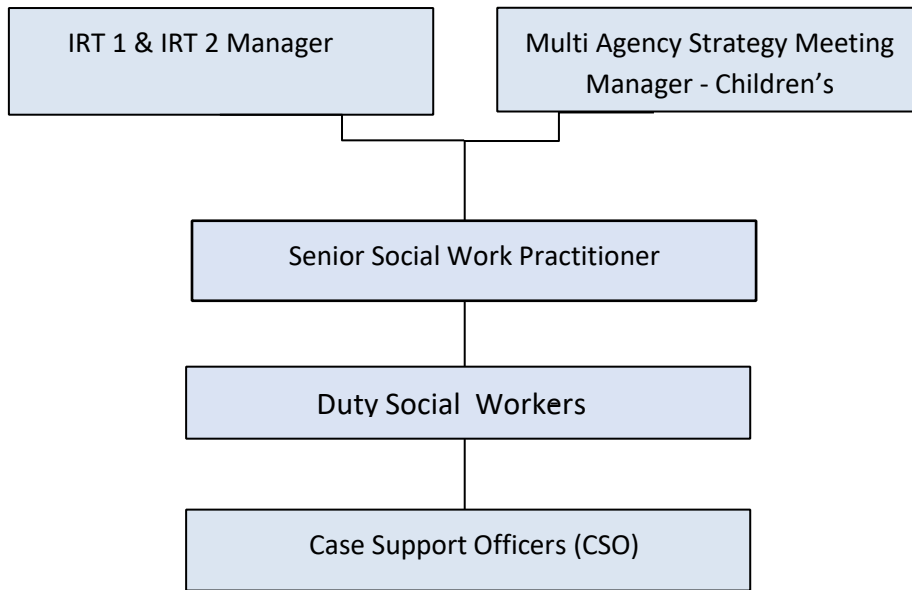 IRT 1 & IRT 2 Manager
Multi Agency Strategy Meeting
Manager - Children’s
Senior Social Work Practitioner
Duty Social Workers
Case Support Officers (CSO)